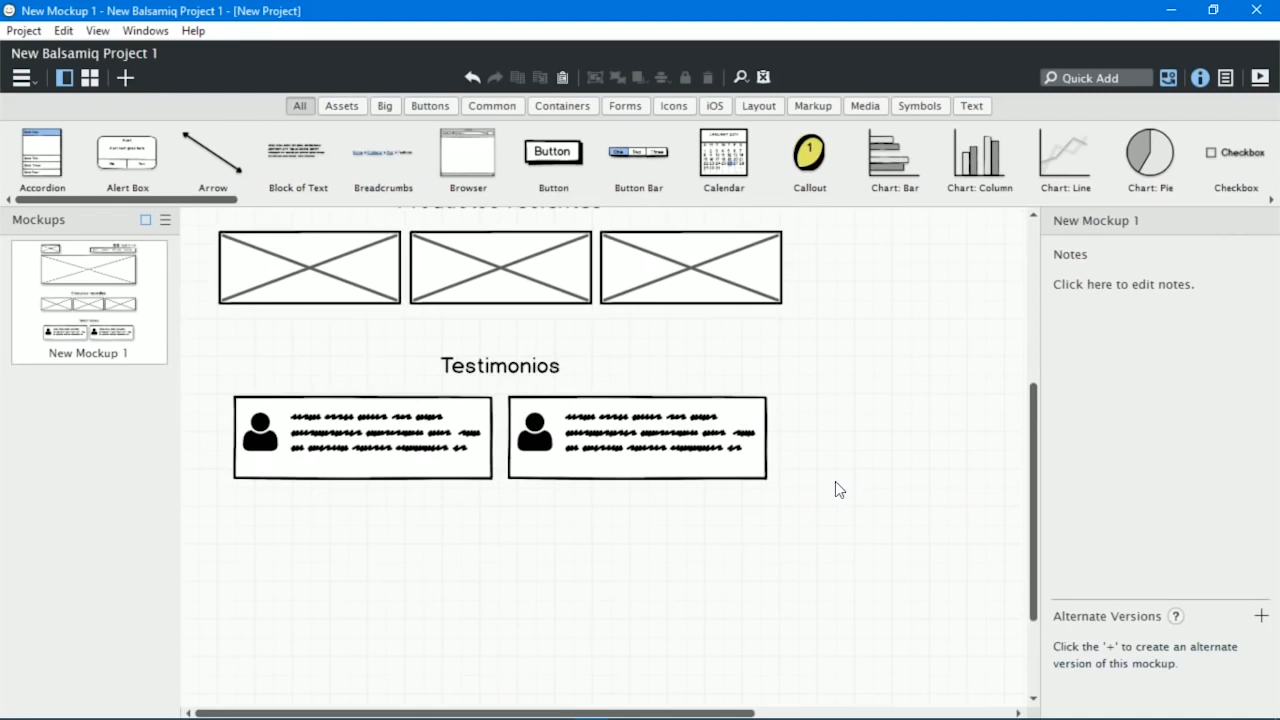 New Mockup 1 - New Balsamiq Project 1 - [New Project]
Project Edit View Windows Help
New Balsamiq Project 1
Quick Add
All Assets Big Buttons Common Containers Forms Icons iOS Layout Markup Media Symbols Text
Button
One Two Three
1
Checkbox
Accordion Alert Box Arrow Block of Text Breadcrumbs Browser Button Button Bar Calendar Callout Chart: Bar Chart: Column Chart: Line Chart: Pie Checkbox
Mockups
New Mockup 1
New Mockup 1
Notes
Click here to edit notes.
Testimonios
Alternate Versions ?
Click the '+' to create an alternate
version of this mockup.